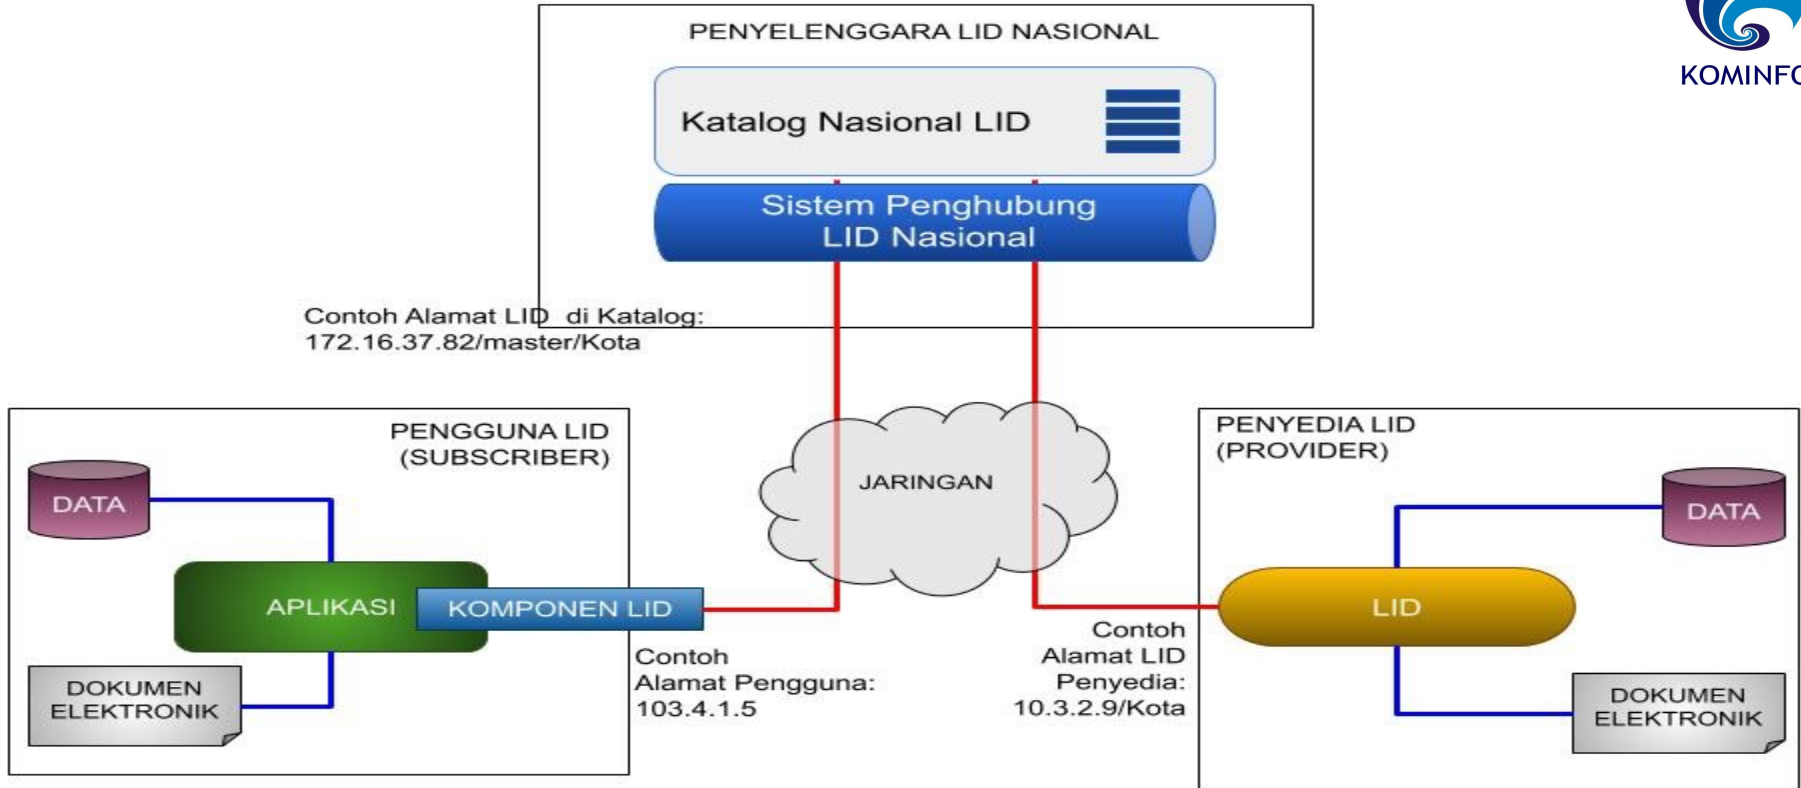 PENYELENGGARA LID NASIONAL
KOMINFO
Katalog Nasional LID
Sistem Penghubung
LID Nasional
Contoh Alamat LID di Katalog:
172.16.37.82/master/Kota
PENGGUNA LID
(SUBSCRIBER)
DATA
APLIKASI
KOMPONEN LID
DOKUMEN
ELEKTRONIK
Contoh
Alamat Pengguna:
103.4.1.5
JARINGAN
PENYEDIA LID
(PROVIDER)
DATA
LID
Contoh
Alamat LID
Penyedia:
10.3.2.9/Kota
DOKUMEN
ELEKTRONIK